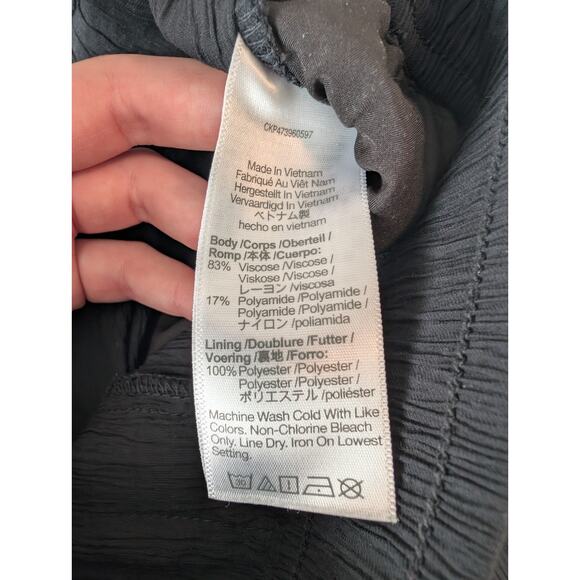 CKP473960597
Made In Vietnam
Fabriqué Au Viêt Nam
Hergestellt In Vietnam
Vervaardigd In Vietnam
ベトナム製
hecho en vietnam
Body /Corps /Oberteil /
Romp /本体 /Cuerpo:
83% Viscose /Viscose /
Viskose /Viscose /
レーヨン /viscosa
17% Polyamide /Polyamide /
Polyamide /Polyamide /
ナイロン /poliamida
Lining /Doublure /Futter /
Voering /裏地 /Forro:
100% Polyester /Polyester /
Polyester /Polyester /
ポリエステル /poliéster
Machine Wash Cold With Like
Colors. Non-Chlorine Bleach
Only. Line Dry. Iron On Lowest
Setting.
30